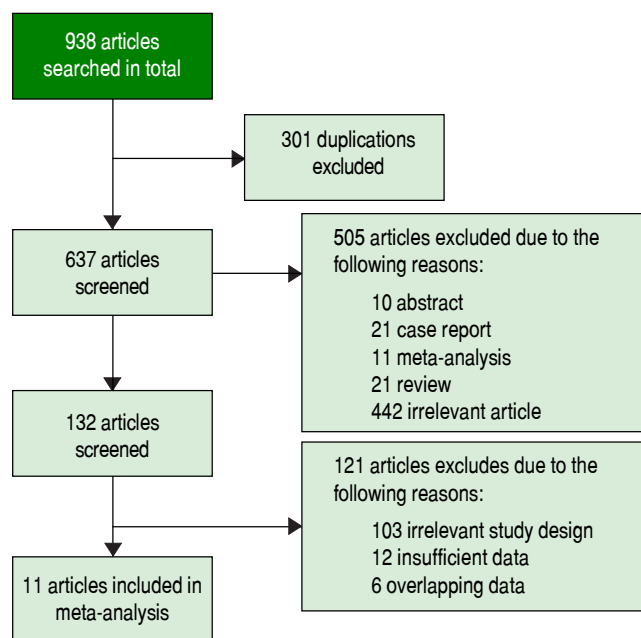 938 articles
searched in total
301 duplications
excluded
637 articles
screened
505 articles excluded due to the
following reasons:
10 abstract
21 case report
11 meta-analysis
21 review
442 irrelevant article
132 articles
screened
121 articles excludes due to the
following reasons:
103 irrelevant study design
12 insufficient data
6 overlapping data
11 articles included in
meta-analysis